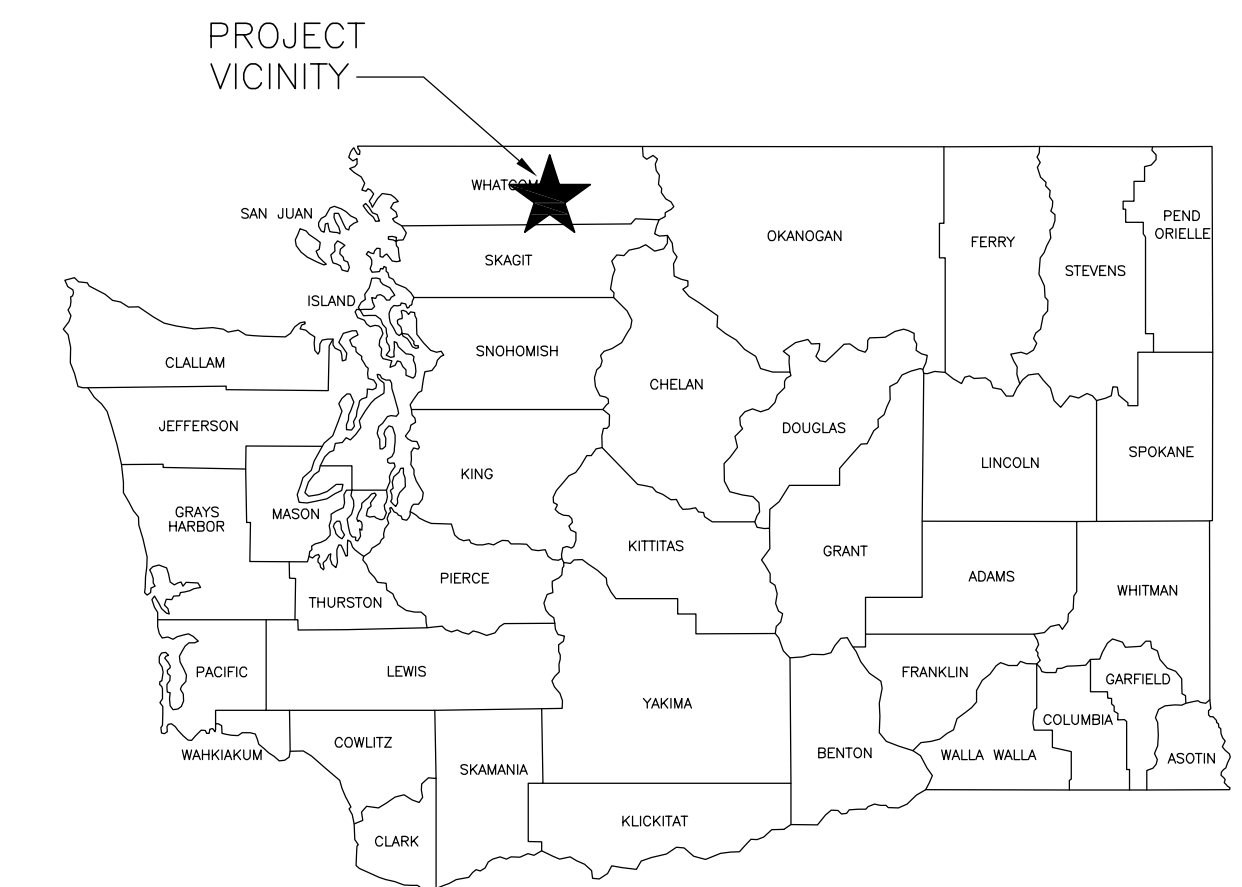 PROJECT
VICINITY
WHATCOM
SAN JUAN
OKANOGAN
FERRY
PEND
ORIELLE
SKAGIT
STEVENS
ISLAND
SNOHOMISH
CLALLAM
CHELAN
JEFFERSON
DOUGLAS
SPOKANE
LINCOLN
KING
GRAYS
HARBOR
MASON
KITTITAS
GRANT
PIERCE
ADAMS
WHITMAN
THURSTON
PACIFIC
LEWIS
FRANKLIN
GARFIELD
YAKIMA
COLUMBIA
COWLITZ
WAHKIAKUM
BENTON
WALLA WALLA
ASOTIN
SKAMANIA
KLICKITAT
CLARK